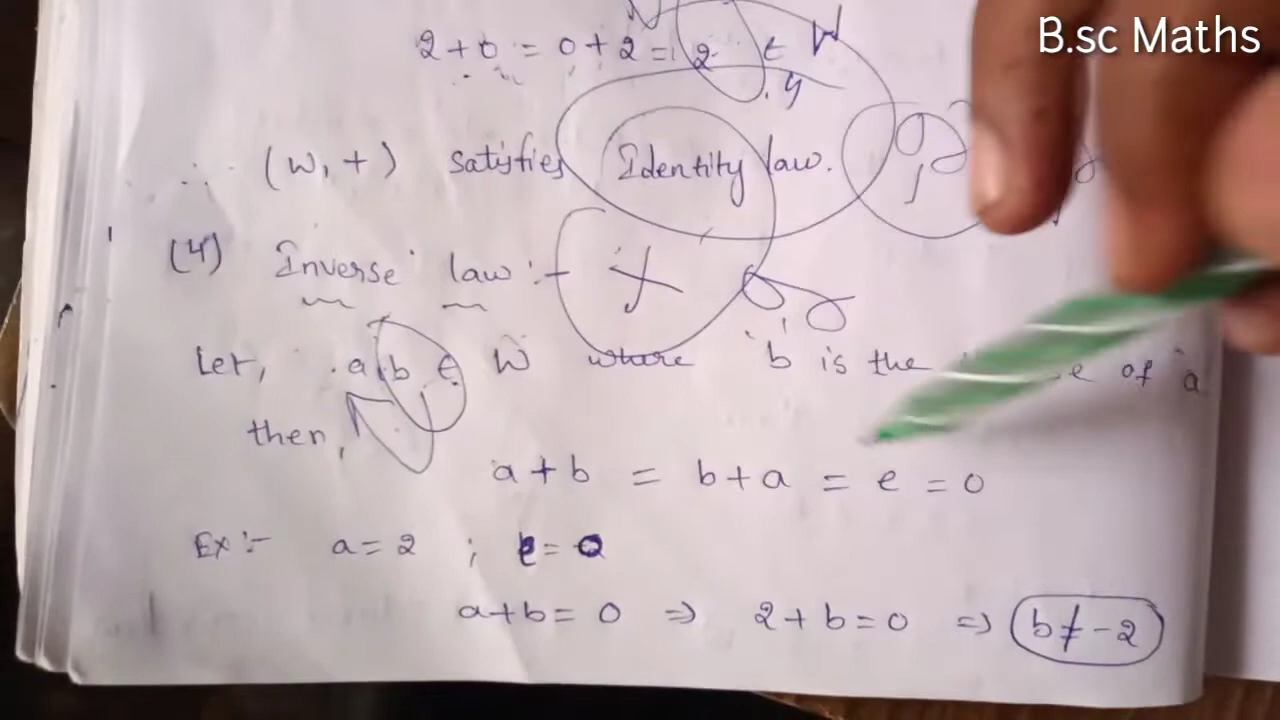 B.sc Maths
2 + 0 = 0 + 2 = 2 ∈ W
∴ (W, +) satisfies Identity law.
(4) Inverse law :-
Let, a, b ∈ W where 'b' is the of 'a'
then,
a + b = b + a = e = 0
Ex :- a = 2 ; e = 0
a + b = 0 ⇒ 2 + b = 0 ⇒ b ≠ -2